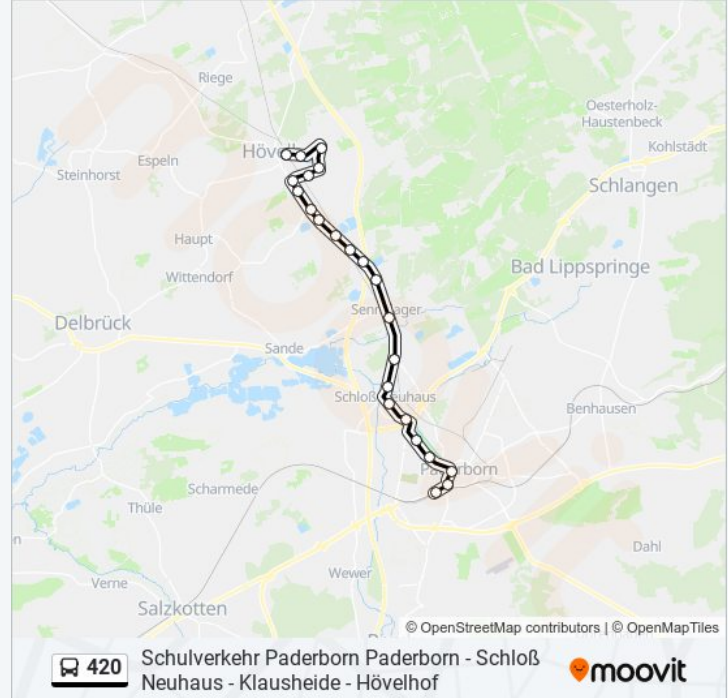 Riege
Oesterholz-
Haustenbeck
Kohlstädt
Espeln
Steinhorst
Schlangen
Haupt
Bad Lippspringe
Wittendorf
Delbrück
Sande
Benhausen
Paderborn
Scharmede
Thüle
Dahl
Wewer
Verne
Salzkotten
© OpenStreetMap contributors | © OpenMapTiles
420
Schulverkehr Paderborn Paderborn - Schloß
Neuhaus - Klausheide - Hövelhof
moovit